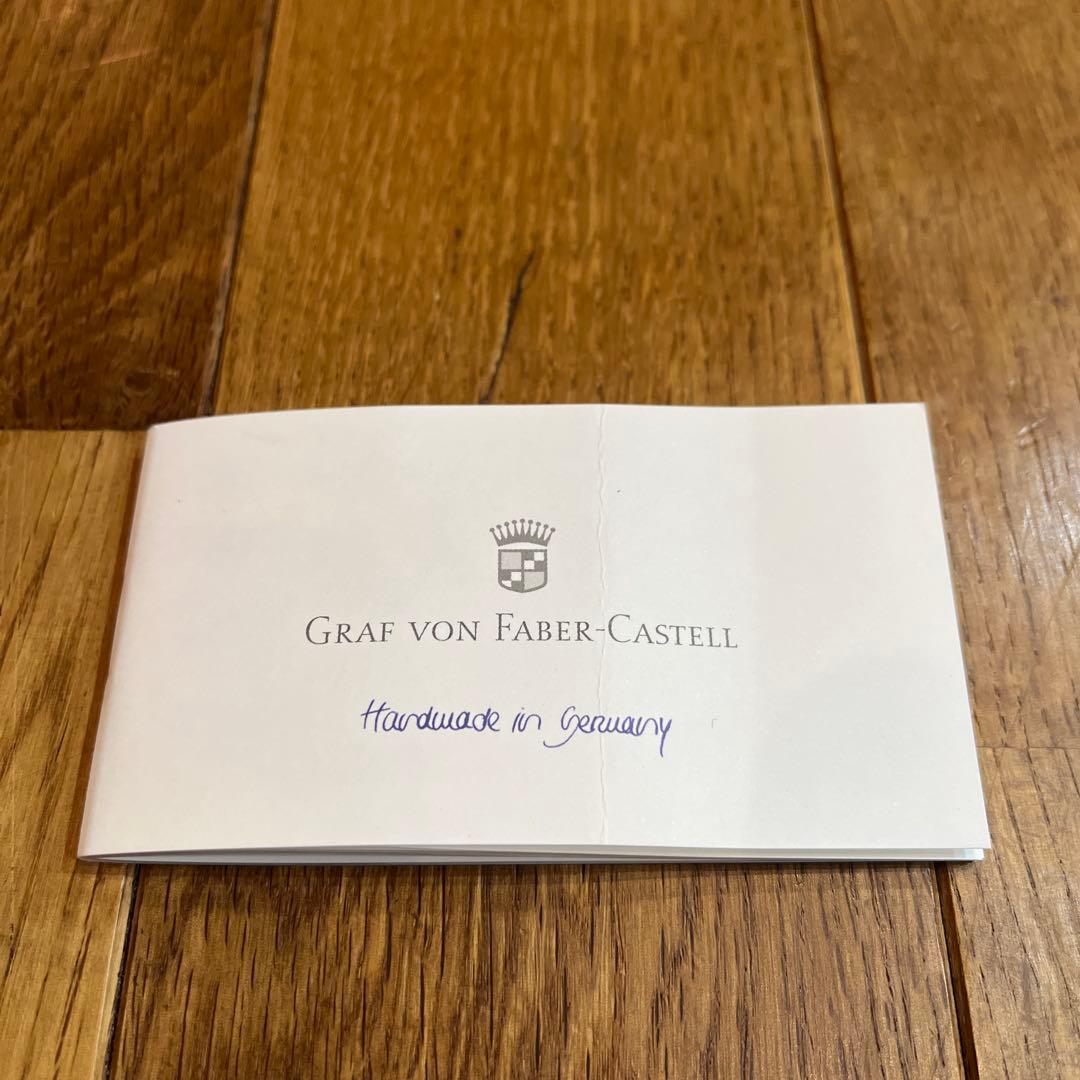 GRAF VON FABER-CASTELL
Handmade in Germany